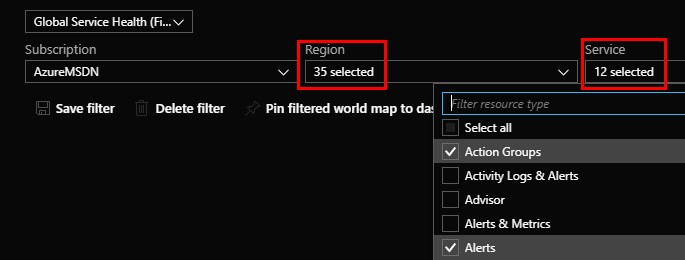 Global Service Health (Fi...
Subscription
Region
Service
AzureMSDN
35 selected
12 selected
Save filter
Delete filter
Pin filtered world map to das
Filter resource type
Select all
Action Groups
Activity Logs & Alerts
Advisor
Alerts & Metrics
Alerts